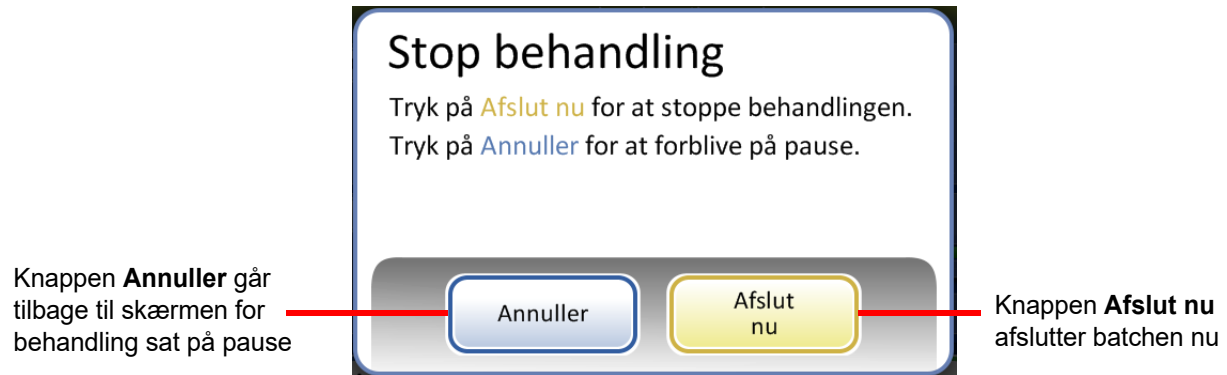 Stop behandling
Tryk på Afslut nu for at stoppe behandlingen.
Tryk på Annuller for at forblive på pause.
Knappen Annuller går
tilbage til skærmen for
behandling sat på pause
Annuller
Afslut
nu
Knappen Afslut nu
afslutter batchen nu